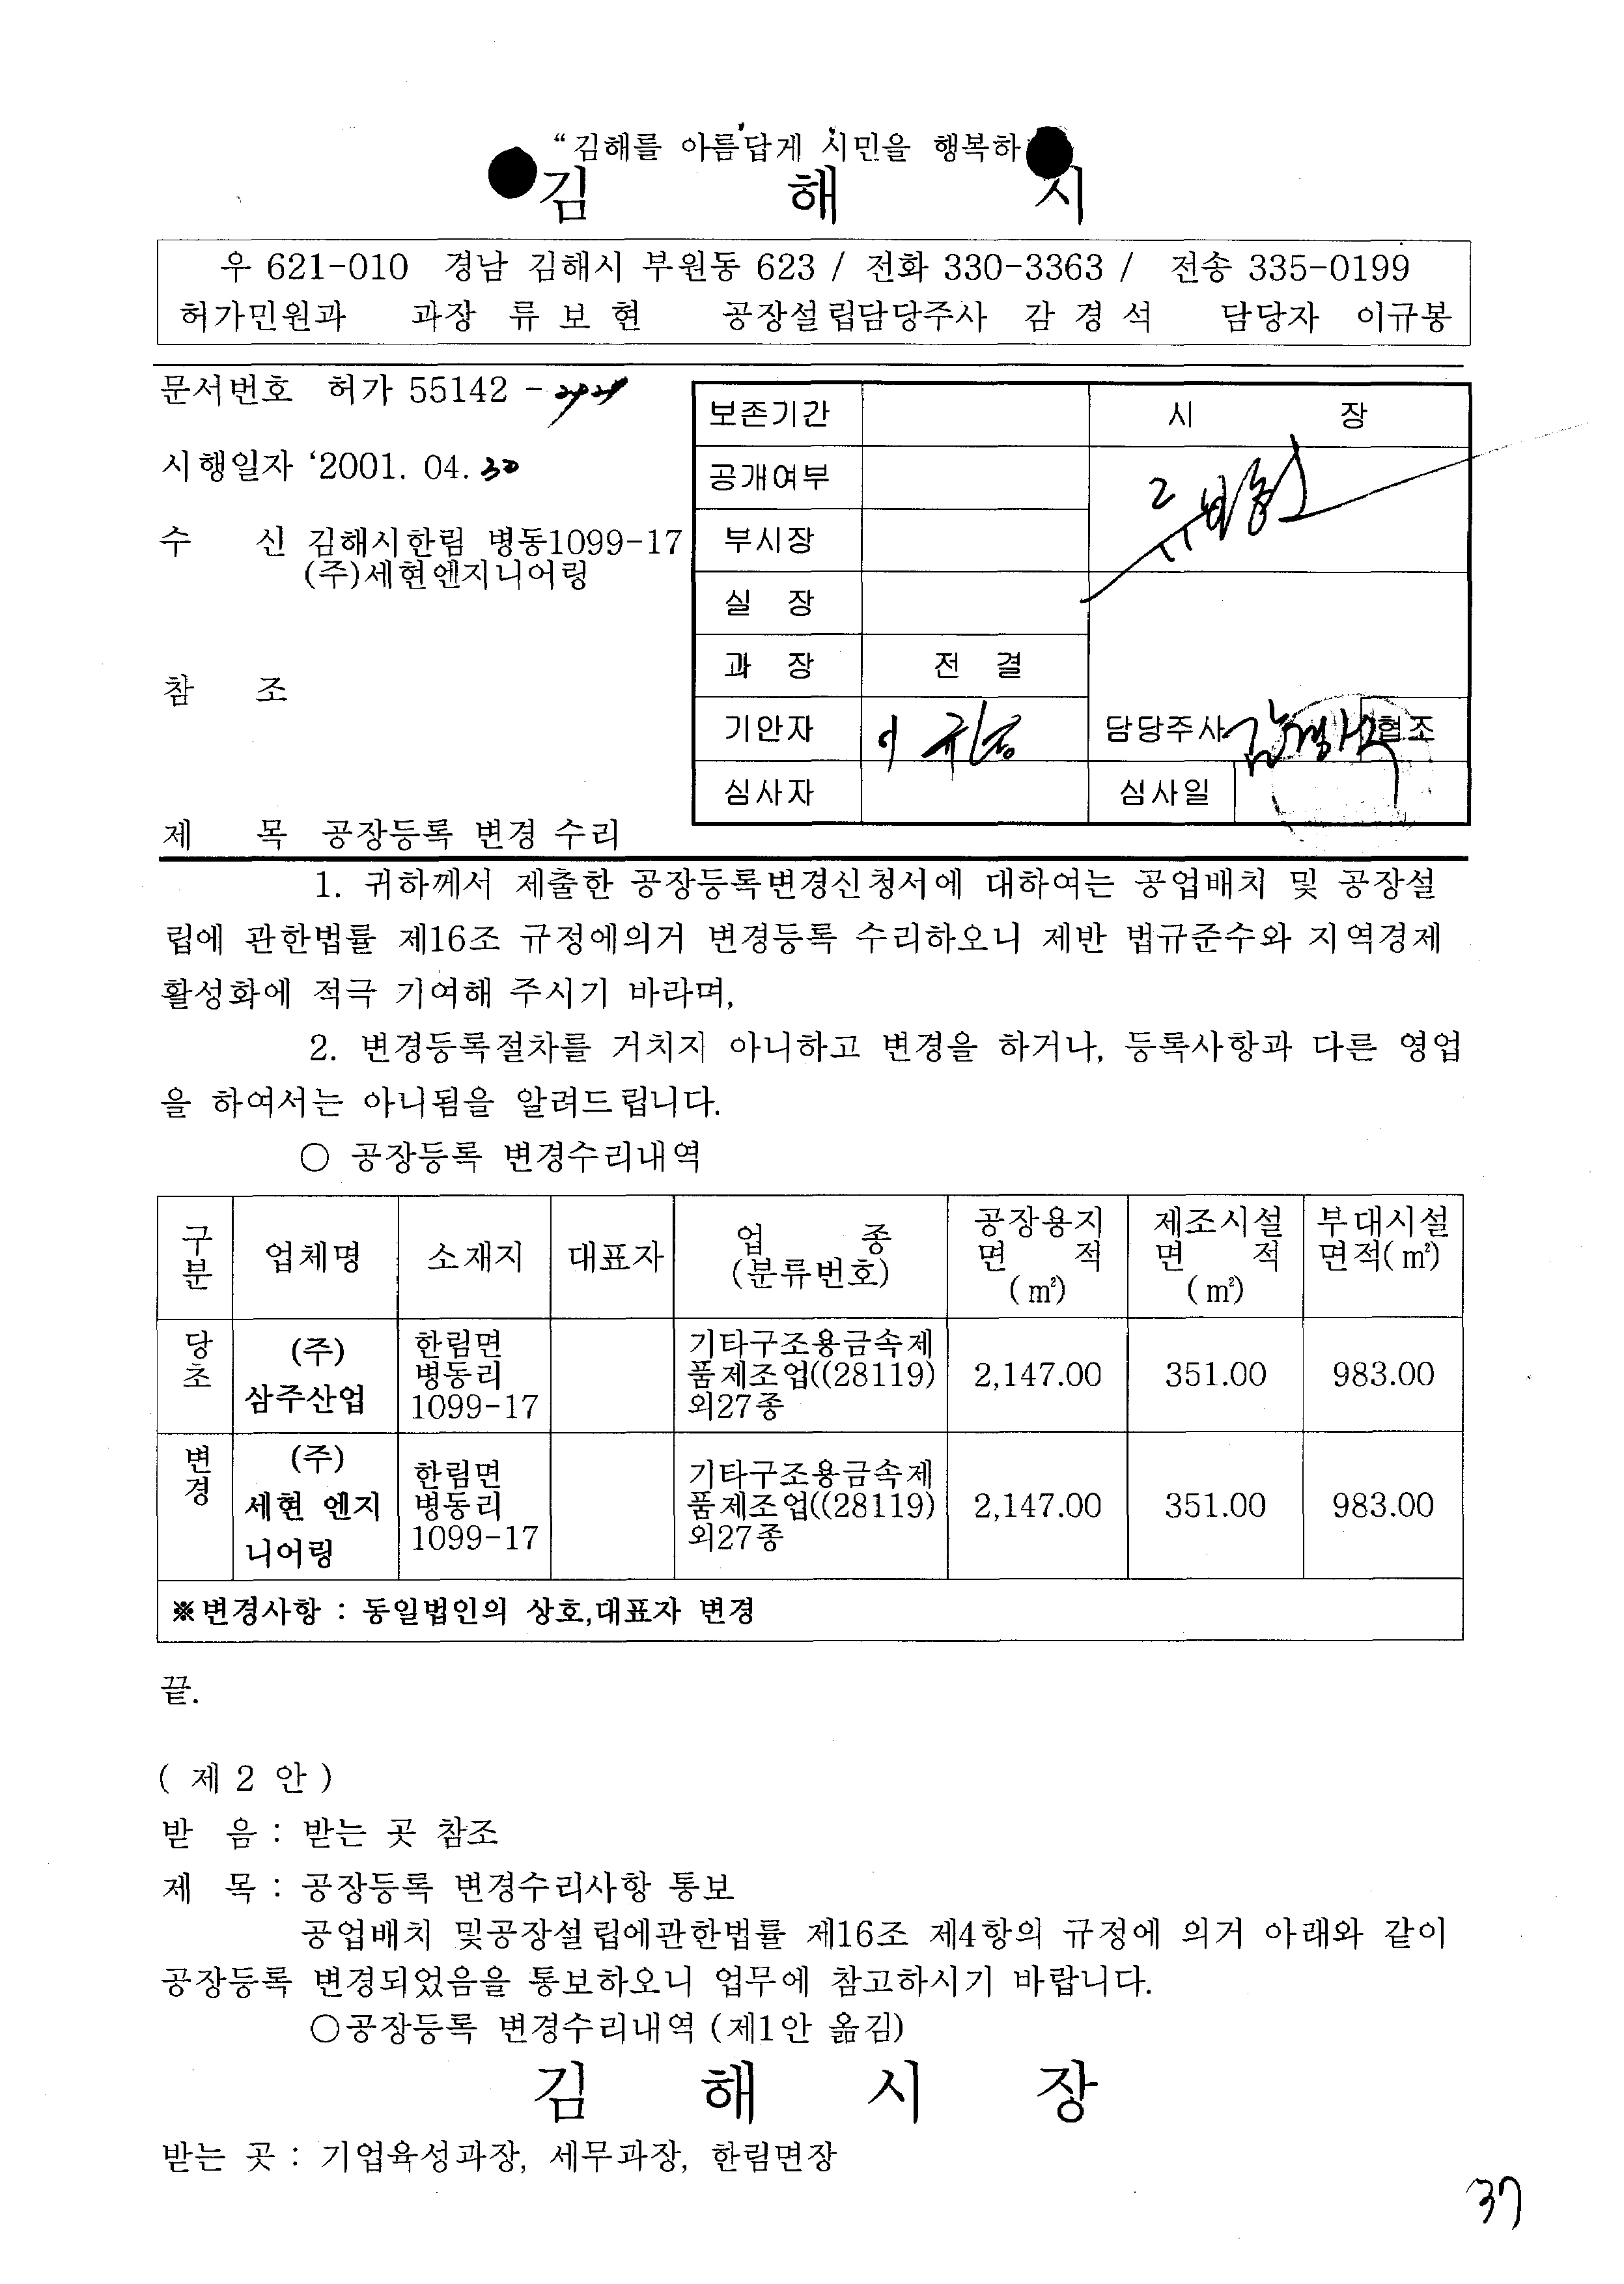 “김해를 아름답게 시민을 행복하
김 해 시
우 621-010 경남 김해시 부원동 623 / 전화 330-3363 / 전송 335-0199
허가민원과 과장 류 보 현 공장설립담당주사 감 경 석 담당자 이규봉
문서번호 허가 55142 -
시행일자 ‘2001. 04. 30
수 신 김해시한림 병동1099-17
(주)세현엔지니어링
참 조
보존기간 시 장
공개여부
부시장
실 장
과 장 전 결
기안자 이규봉 담당주사 감경석 협조
심사자 심사일
제 목 공장등록 변경 수리
1. 귀하께서 제출한 공장등록변경신청서에 대하여는 공업배치 및 공장설
립에 관한법률 제16조 규정에의거 변경등록 수리하오니 제반 법규준수와 지역경제
활성화에 적극 기여해 주시기 바라며,
2. 변경등록절차를 거치지 아니하고 변경을 하거나, 등록사항과 다른 영업
을 하여서는 아니됨을 알려드립니다.
○ 공장등록 변경수리내역
구분 업체명 소재지 대표자 업 종 (분류번호) 공장용지 면 적 (㎡) 제조시설 면 적 (㎡) 부대시설 면적(㎡)
당초 (주) 삼주산업 한림면 병동리 1099-17 기타구조용금속제품제조업((28119) 외27종 2,147.00 351.00 983.00
변경 (주) 세현 엔지니어링 한림면 병동리 1099-17 기타구조용금속제품제조업((28119) 외27종 2,147.00 351.00 983.00
※변경사항 : 동일법인의 상호,대표자 변경
끝.
( 제 2 안 )
받 음 : 받는 곳 참조
제 목 : 공장등록 변경수리사항 통보
공업배치 및공장설립에관한법률 제16조 제4항의 규정에 의거 아래와 같이
공장등록 변경되었음을 통보하오니 업무에 참고하시기 바랍니다.
○공장등록 변경수리내역 (제1안 옮김)
김 해 시 장
받는 곳 : 기업육성과장, 세무과장, 한림면장
37